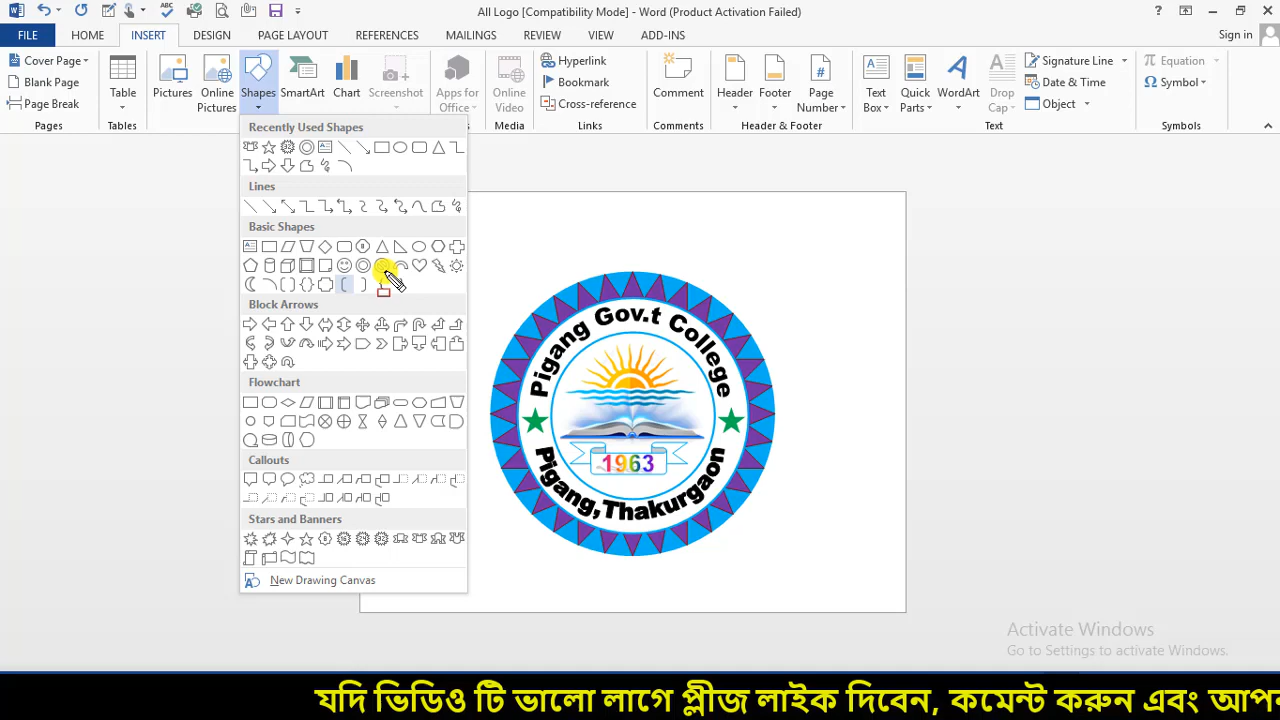 All Logo [Compatibility Mode] - Word (Product Activation Failed)
FILE HOME INSERT DESIGN PAGE LAYOUT REFERENCES MAILINGS REVIEW VIEW ADD-INS Sign in
Cover Page
Blank Page
Page Break
Pages
Table
Tables
Pictures
Online Pictures
Shapes
SmartArt
Chart
Screenshot
Apps for Office
Online Video
Media
Hyperlink
Bookmark
Cross-reference
Links
Comment
Comments
Header
Footer
Page Number
Header & Footer
Text Box
Quick Parts
WordArt
Drop Cap
Signature Line
Date & Time
Object
Text
Equation
Symbol
Symbols
Recently Used Shapes
Lines
Basic Shapes
Block Arrows
Flowchart
Callouts
Stars and Banners
New Drawing Canvas
Pigang Gov.t College
1963
Pigang,Thakurgaon
Activate Windows
Go to Settings to activate Windows.
যদি ভিডিও টি ভালো লাগে প্লীজ লাইক দিবেন, কমেন্ট করুন এবং আপ